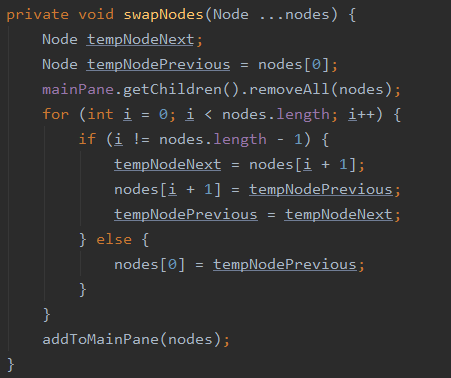 private void swapNodes(Node ...nodes) {
    Node tempNodeNext;
    Node tempNodePrevious = nodes[0];
    mainPane.getChildren().removeAll(nodes);
    for (int i = 0; i < nodes.length; i++) {
        if (i != nodes.length - 1) {
            tempNodeNext = nodes[i + 1];
            nodes[i + 1] = tempNodePrevious;
            tempNodePrevious = tempNodeNext;
        } else {
            nodes[0] = tempNodePrevious;
        }
    }
    addToMainPane(nodes);
}